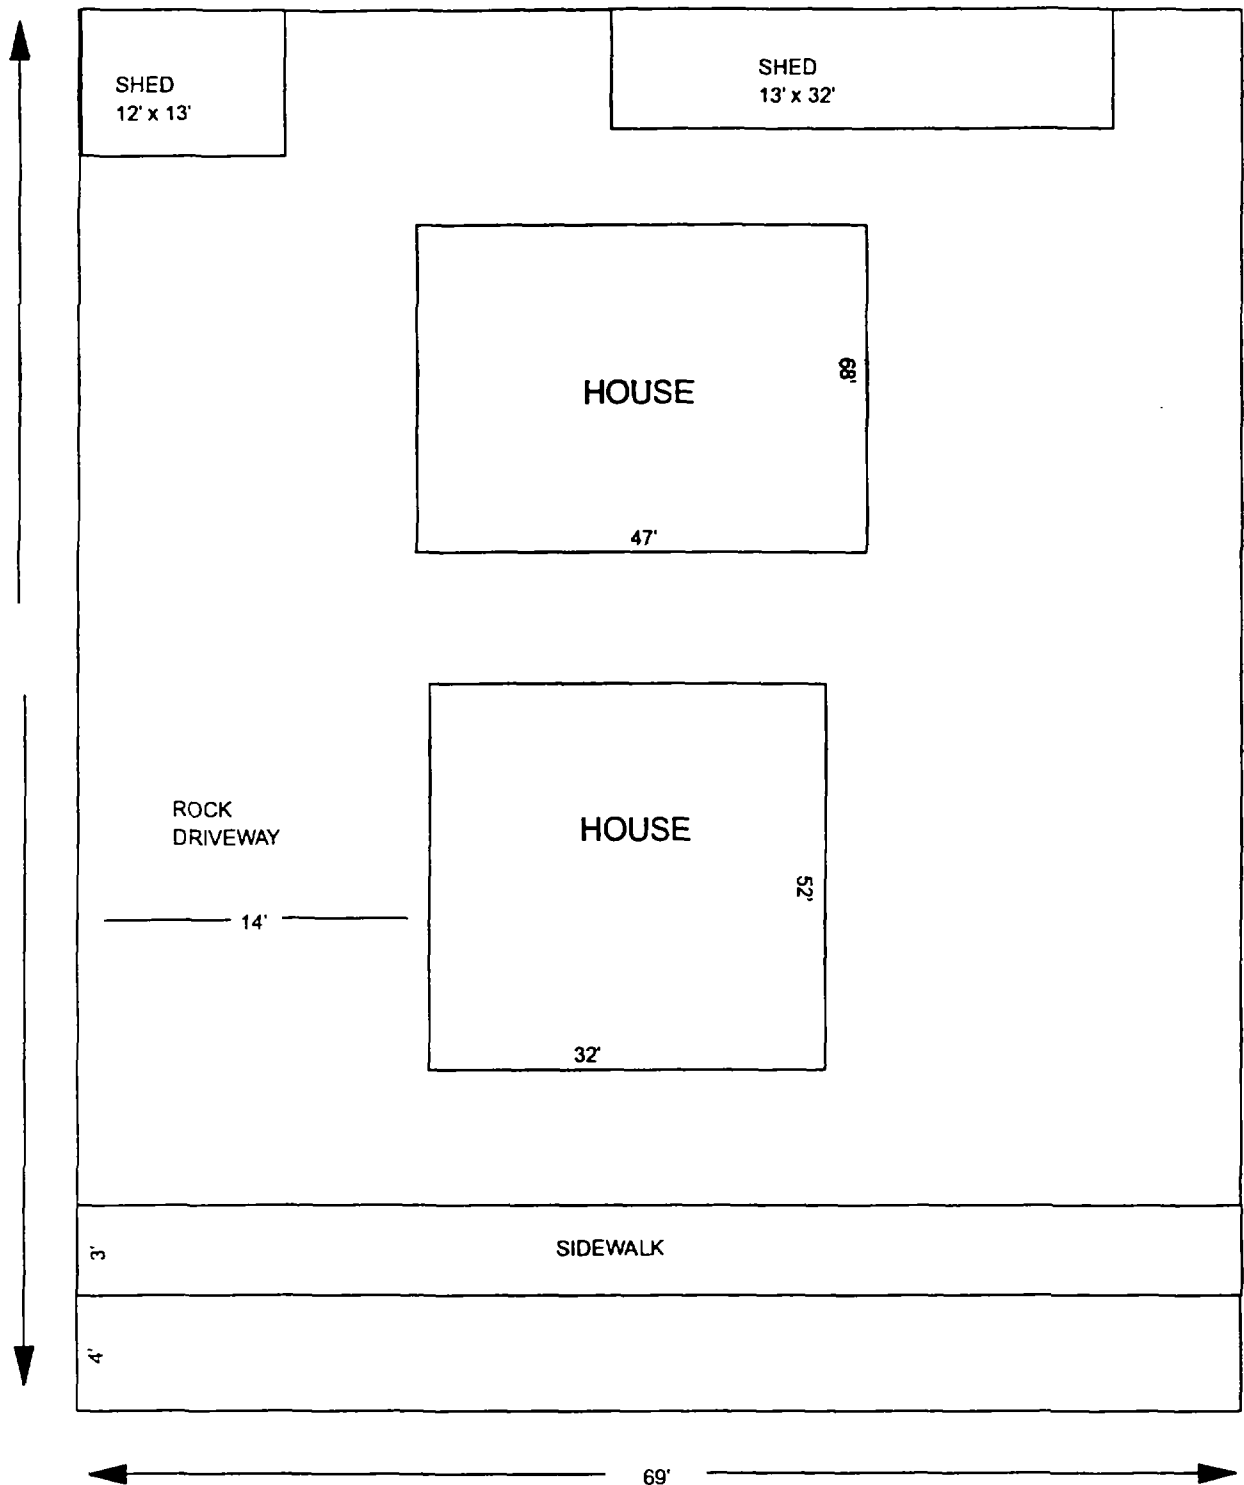 SHED
12' x 13'
SHED
13' x 32'
HOUSE
68'
47'
ROCK
DRIVEWAY
14'
HOUSE
52'
32'
3'
SIDEWALK
4'
69'